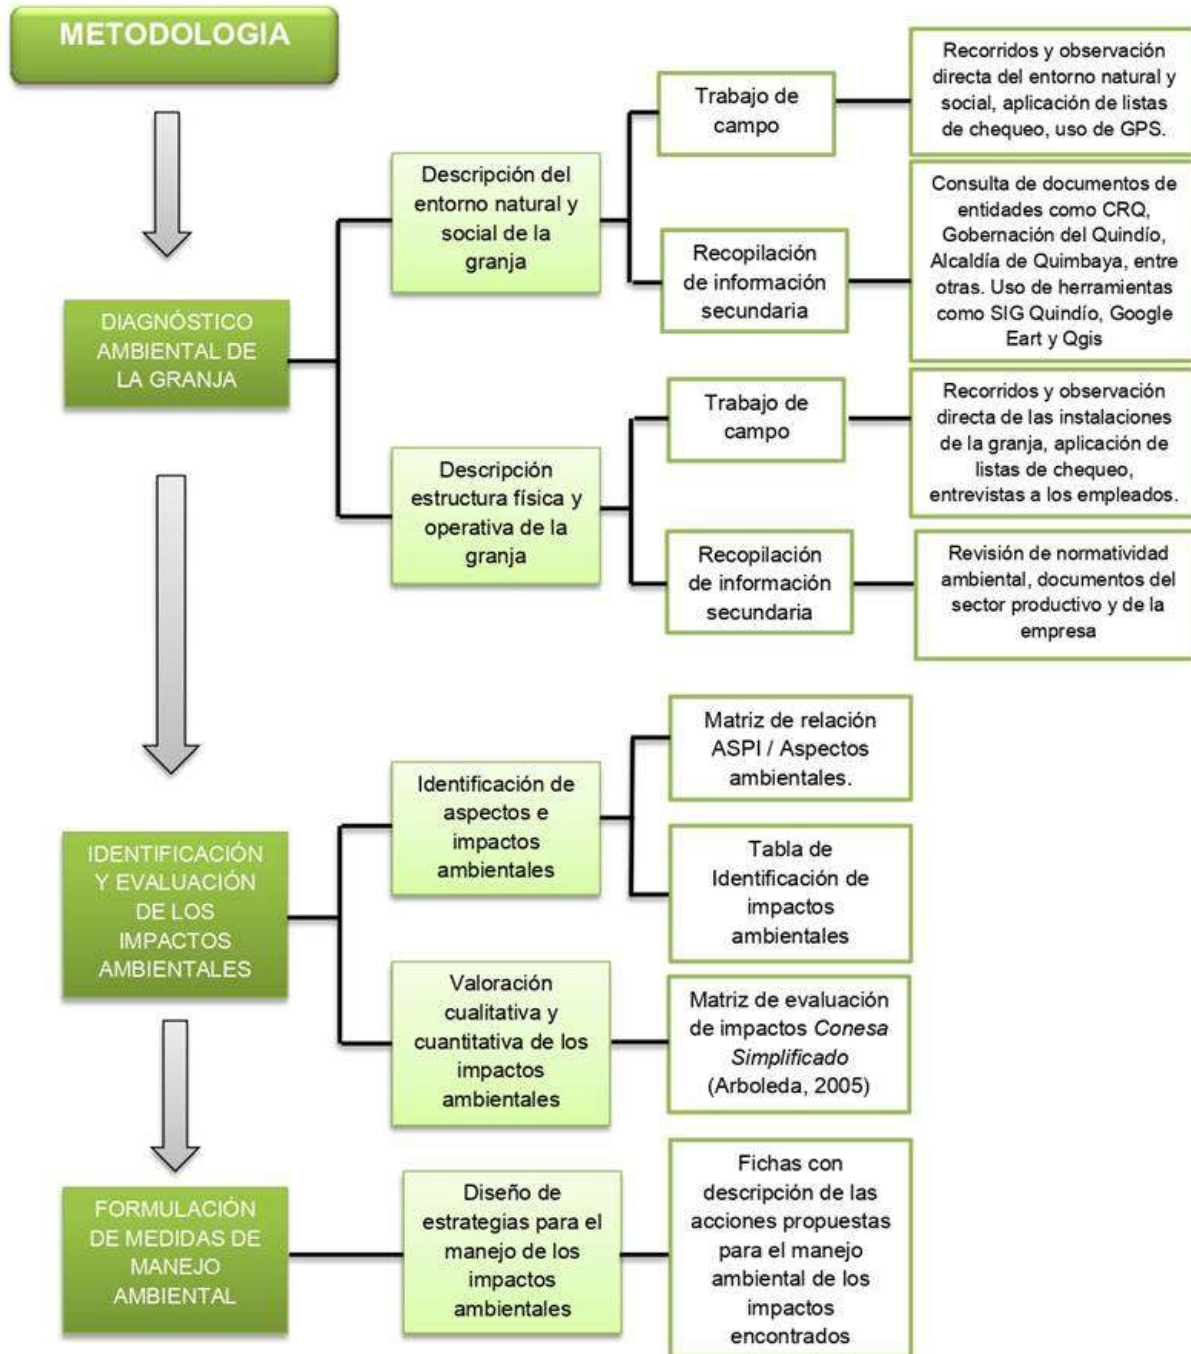 METODOLOGIA
DIAGNÓSTICO
AMBIENTAL DE
LA GRANJA
Descripción del
entorno natural y
social de la
granja
Trabajo de
campo
Recorridos y observación
directa del entorno natural y
social, aplicación de listas
de chequeo, uso de GPS.
Recopilación
de información
secundaria
Consulta de documentos de
entidades como CRQ,
Gobernación del Quindío,
Alcaldía de Quimbaya, entre
otras. Uso de herramientas
como SIG Quindío, Google
Eart y Qgis
Descripción
estructura física y
operativa de la
granja
Trabajo de
campo
Recorridos y observación
directa de las instalaciones
de la granja, aplicación de
listas de chequeo,
entrevistas a los empleados.
Recopilación
de información
secundaria
Revisión de normatividad
ambiental, documentos del
sector productivo y de la
empresa
IDENTIFICACIÓN
Y EVALUACIÓN
DE LOS
IMPACTOS
AMBIENTALES
Identificación de
aspectos e
impactos
ambientales
Matriz de relación
ASPI / Aspectos
ambientales.
Tabla de
Identificación de
impactos
ambientales
Valoración
cualitativa y
cuantitativa de los
impactos
ambientales
Matriz de evaluación
de impactos Conesa
Simplificado
(Arboleda, 2005)
FORMULACIÓN
DE MEDIDAS DE
MANEJO
AMBIENTAL
Diseño de
estrategias para el
manejo de los
impactos
ambientales
Fichas con
descripción de las
acciones propuestas
para el manejo
ambiental de los
impactos
encontrados